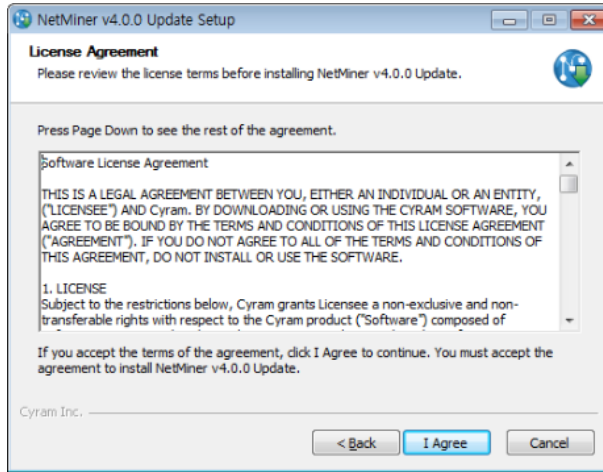 NetMiner v4.0.0 Update Setup
License Agreement
Please review the license terms before installing NetMiner v4.0.0 Update.
Press Page Down to see the rest of the agreement.
Software License Agreement
THIS IS A LEGAL AGREEMENT BETWEEN YOU, EITHER AN INDIVIDUAL OR AN ENTITY,
("LICENSEE") AND Cyram. BY DOWNLOADING OR USING THE CYRAM SOFTWARE, YOU
AGREE TO BE BOUND BY THE TERMS AND CONDITIONS OF THIS LICENSE AGREEMENT
("AGREEMENT"). IF YOU DO NOT AGREE TO ALL OF THE TERMS AND CONDITIONS OF
THIS AGREEMENT, DO NOT INSTALL OR USE THE SOFTWARE.
1. LICENSE
Subject to the restrictions below, Cyram grants Licensee a non-exclusive and non-
transferable rights with respect to the Cyram product ("Software") composed of
If you accept the terms of the agreement, click I Agree to continue. You must accept the
agreement to install NetMiner v4.0.0 Update.
Cyram Inc.
< Back
I Agree
Cancel